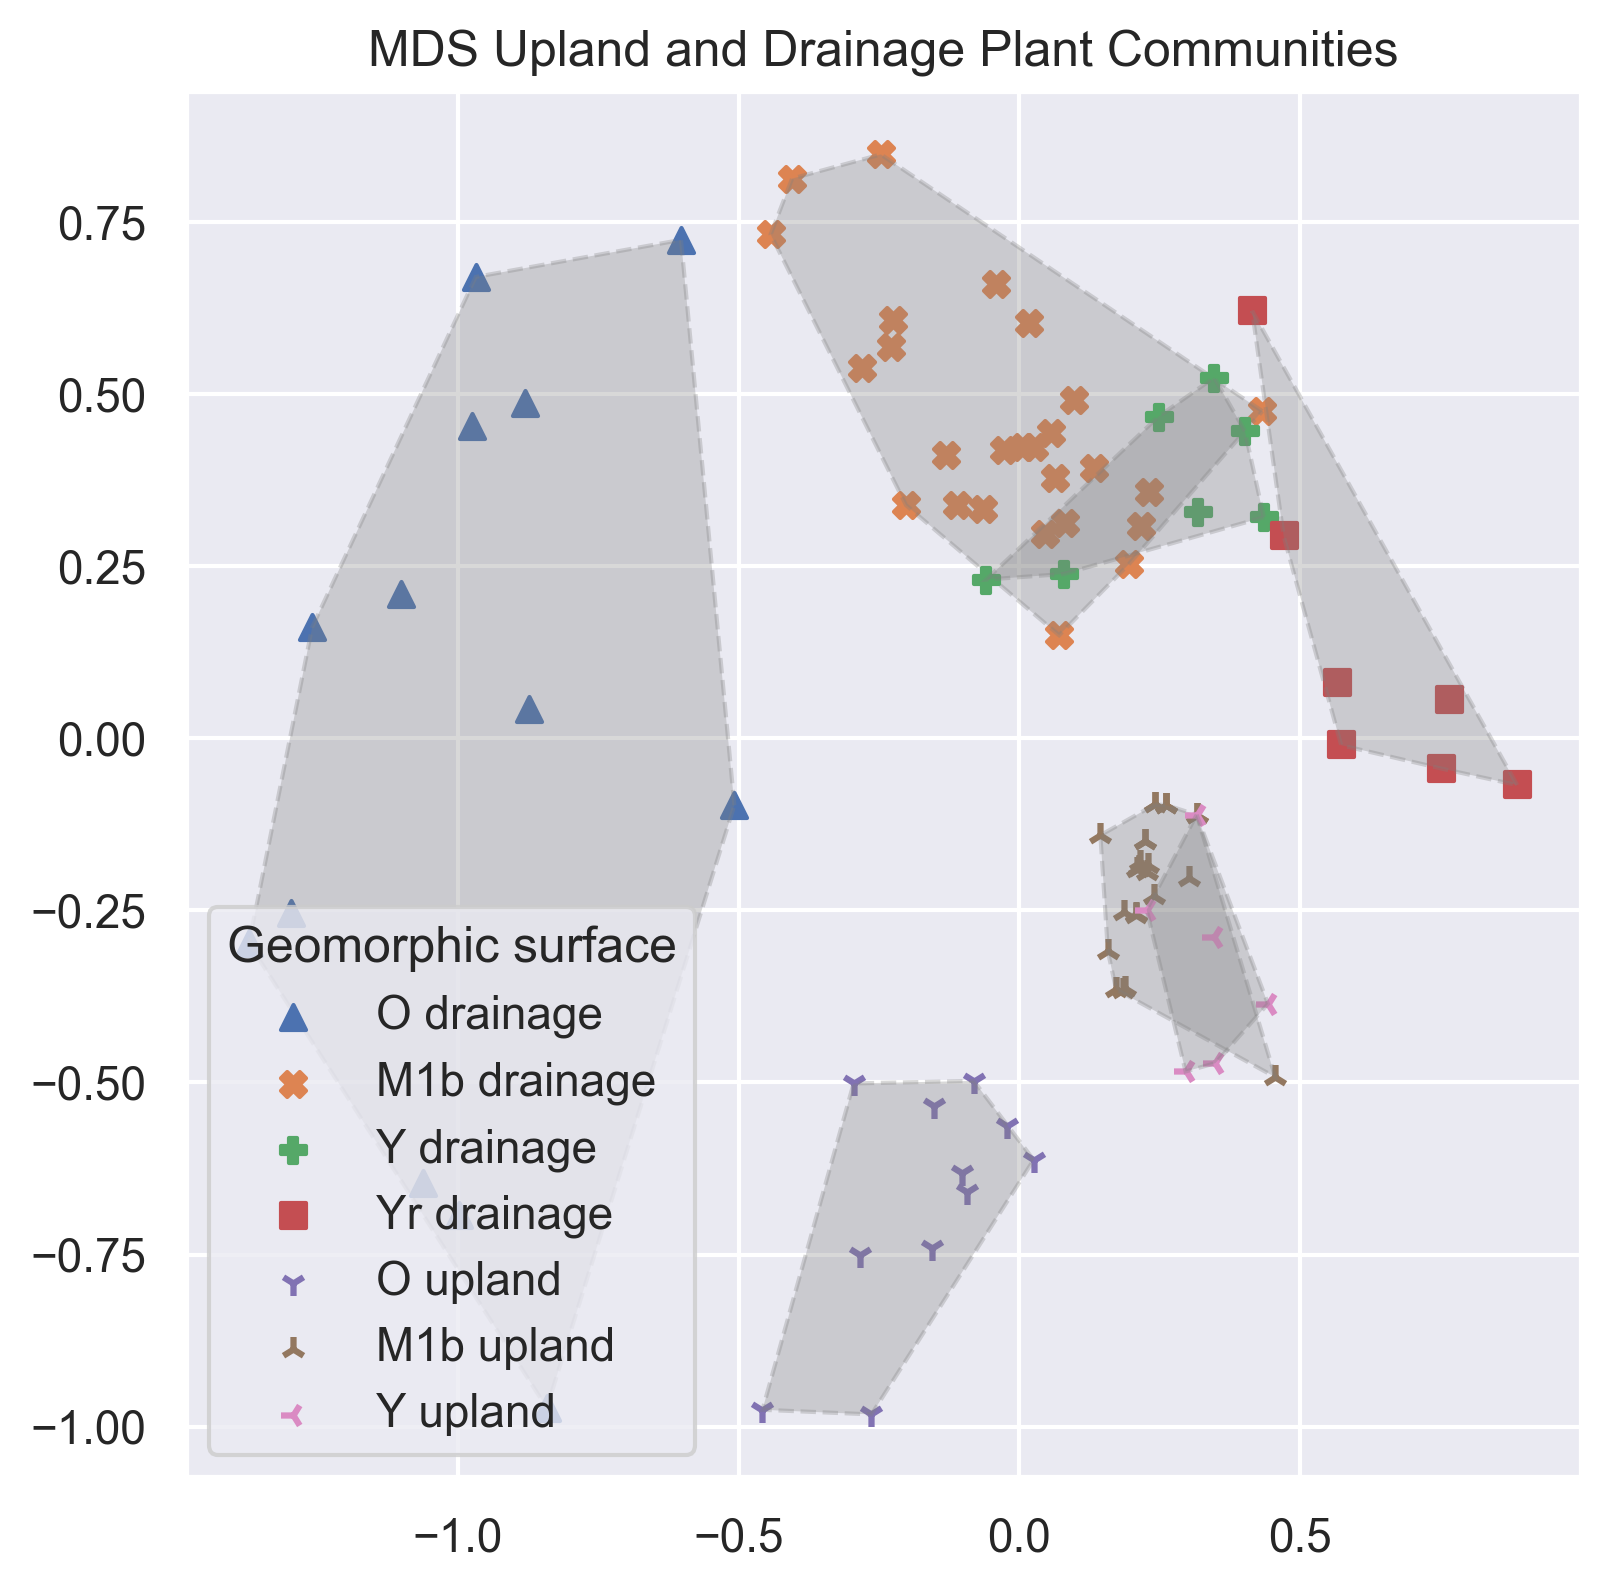 MDS Upland and Drainage Plant Communities
0.75
0.50
0.25
0.00
−0.25
−0.50
−0.75
−1.00
Geomorphic surface
O drainage
M1b drainage
Y drainage
Yr drainage
O upland
M1b upland
Y upland
−1.0 −0.5 0.0 0.5